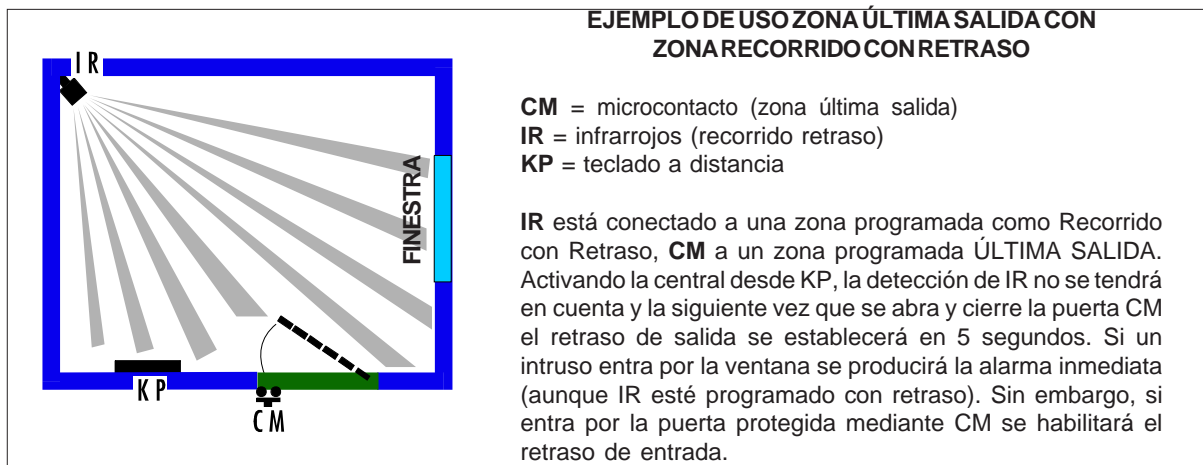 EJEMPLO DE USO ZONA ÚLTIMA SALIDA CON
ZONA RECORRIDO CON RETRASO
IR
FINESTRA
KP
CM
CM = microcontacto (zona última salida)
IR = infrarrojos (recorrido retraso)
KP = teclado a distancia
IR está conectado a una zona programada como Recorrido
con Retraso, CM a un zona programada ÚLTIMA SALIDA.
Activando la central desde KP, la detección de IR no se tendrá
en cuenta y la siguiente vez que se abra y cierre la puerta CM
el retraso de salida se establecerá en 5 segundos. Si un
intruso entra por la ventana se producirá la alarma inmediata
(aunque IR esté programado con retraso). Sin embargo, si
entra por la puerta protegida mediante CM se habilitará el
retraso de entrada.